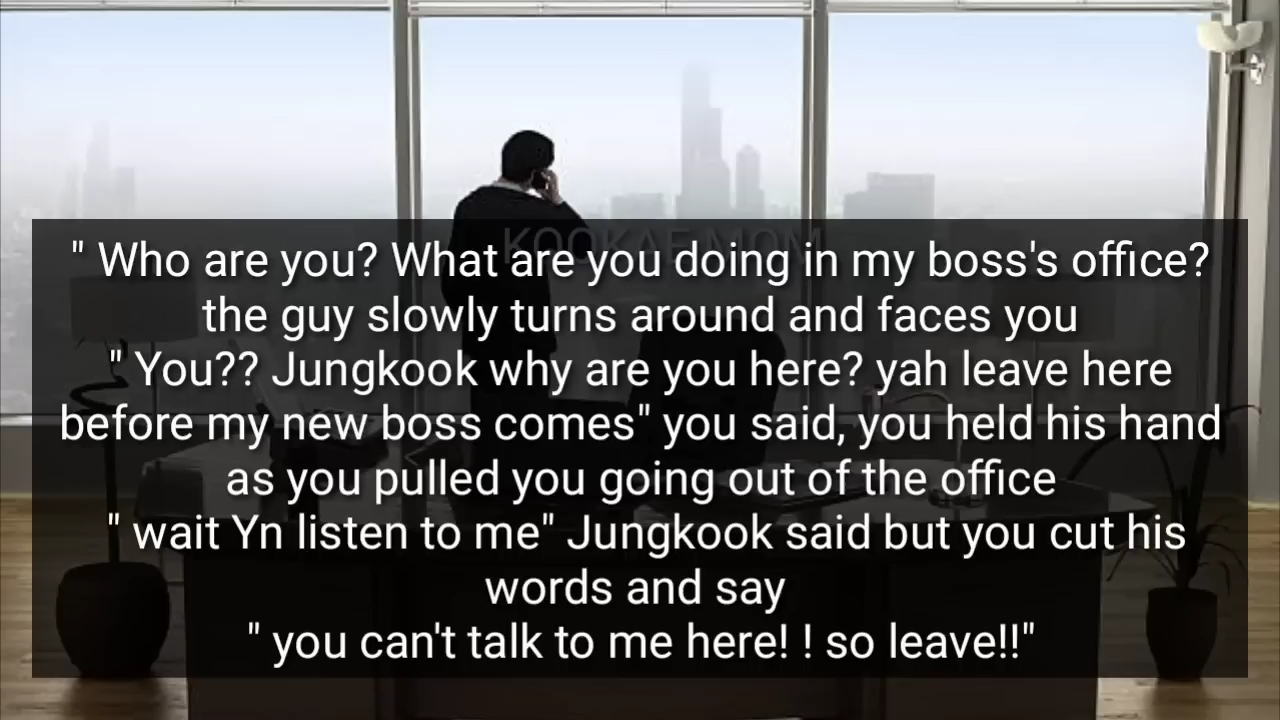 KOOKAE MOM
" Who are you? What are you doing in my boss's office?
the guy slowly turns around and faces you
" You?? Jungkook why are you here? yah leave here
before my new boss comes" you said, you held his hand
as you pulled you going out of the office
" wait Yn listen to me" Jungkook said but you cut his
words and say
" you can't talk to me here! ! so leave!!"